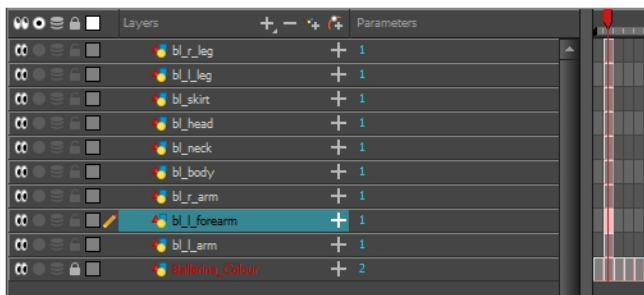 Layers Parameters
bl_r_leg 1
bl_l_leg 1
bl_skirt 1
bl_head 1
bl_neck 1
bl_body 1
bl_r_arm 1
bl_l_forearm 1
bl_l_arm 1
Ballerina_Colour 2